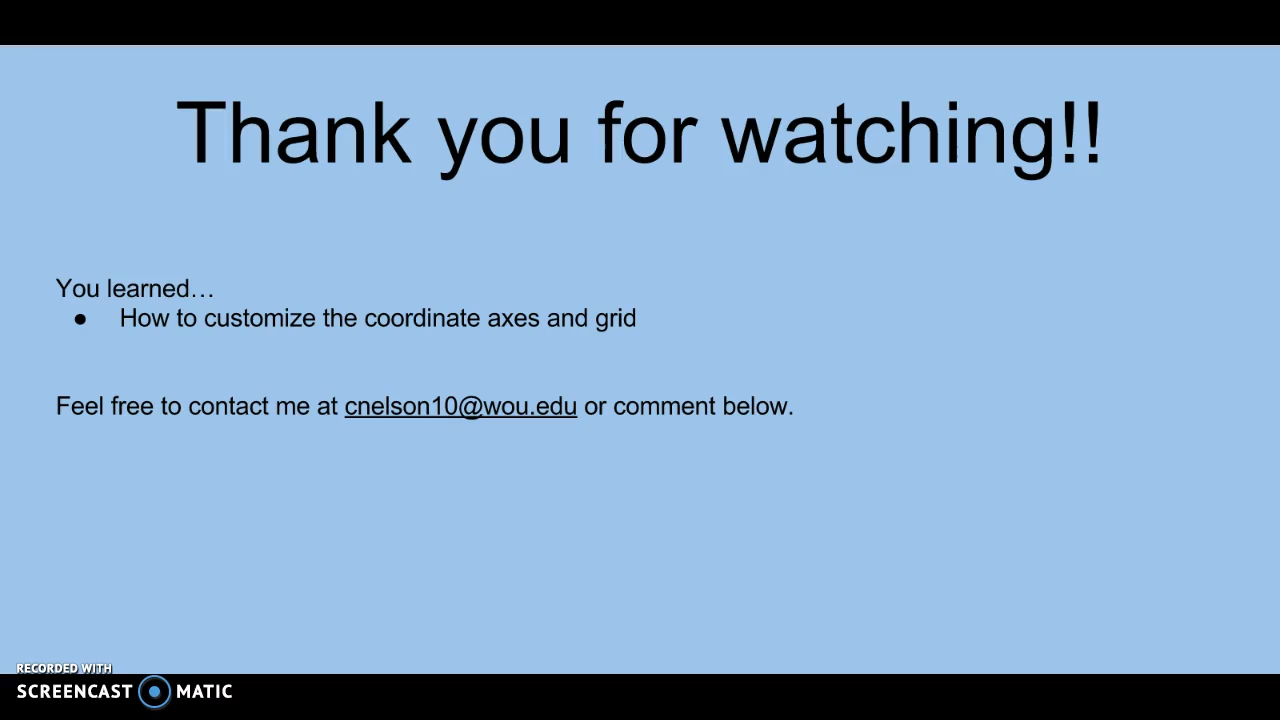 Thank you for watching!!
You learned…
● How to customize the coordinate axes and grid
Feel free to contact me at cnelson10@wou.edu or comment below.
RECORDED WITH
SCREENCAST MATIC